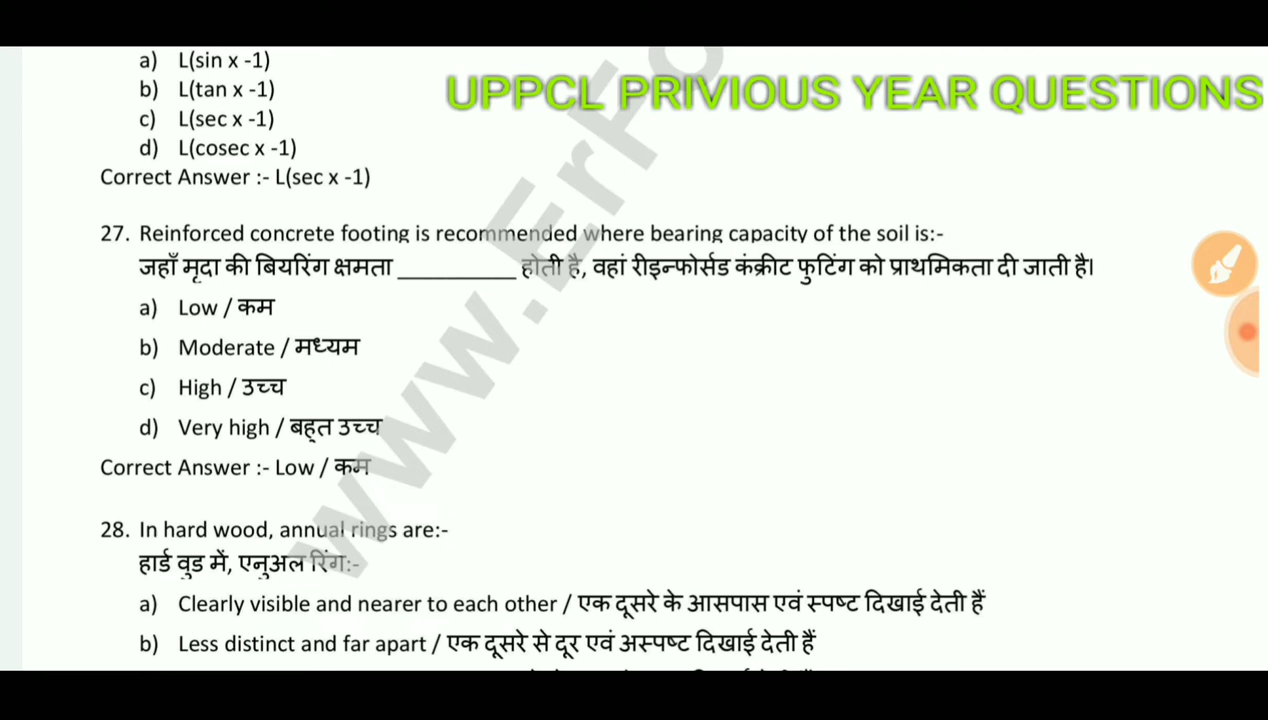 a) L(sin x -1)
UPPCL PRIVIOUS YEAR QUESTIONS
b) L(tan x -1)
c) L(sec x -1)
d) L(cosec x -1)
Correct Answer :- L(sec x -1)
27. Reinforced concrete footing is recommended where bearing capacity of the soil is:-
जहाँ मृदा की बियरिंग क्षमता __________ होती है, वहां रीइन्फोर्सड कंक्रीट फुटिंग को प्राथमिकता दी जाती है।
a) Low / कम
b) Moderate / मध्यम
c) High / उच्च
d) Very high / बहुत उच्च
Correct Answer :- Low / कम
28. In hard wood, annual rings are:-
हार्ड वुड में, एनुअल रिंग:-
a) Clearly visible and nearer to each other / एक दूसरे के आसपास एवं स्पष्ट दिखाई देती हैं
b) Less distinct and far apart / एक दूसरे से दूर एवं अस्पष्ट दिखाई देती हैं
www.ErFo